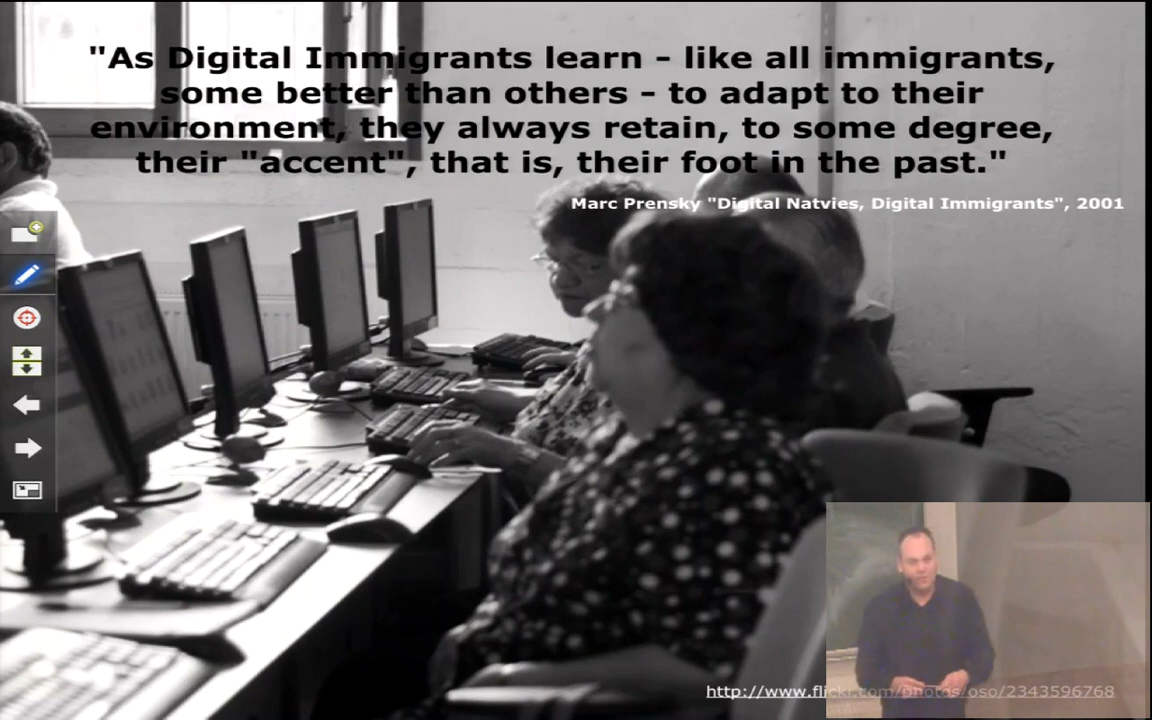 "As Digital Immigrants learn - like all immigrants,
some better than others - to adapt to their
environment, they always retain, to some degree,
their "accent", that is, their foot in the past."
Marc Prensky "Digital Natvies, Digital Immigrants", 2001
http://www.flickr.com/photos/oso/2343596768